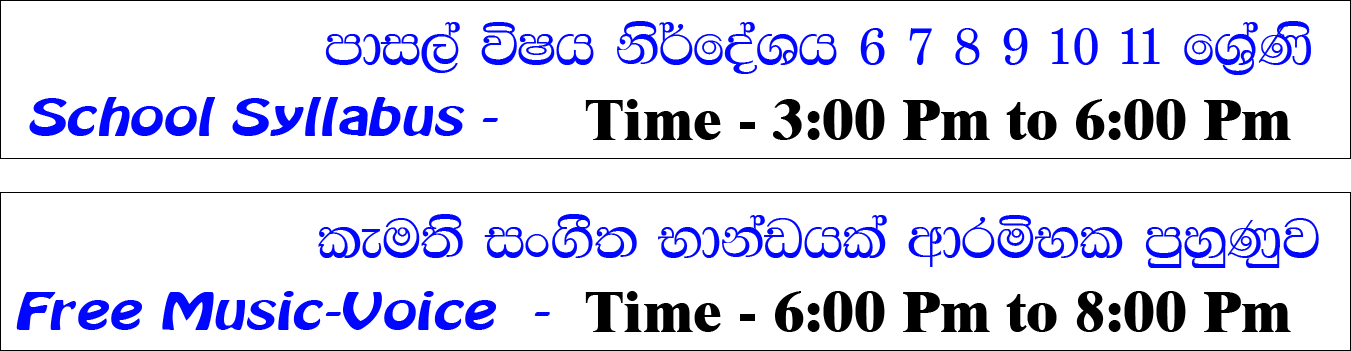 පාසල් විෂය නිර්දේශය 6 7 8 9 10 11 ශ්‍රේණි
School Syllabus - Time - 3:00 Pm to 6:00 Pm
කැමති සංගීත භාන්ඩයක් ආරම්භක පුහුණුව
Free Music-Voice - Time - 6:00 Pm to 8:00 Pm